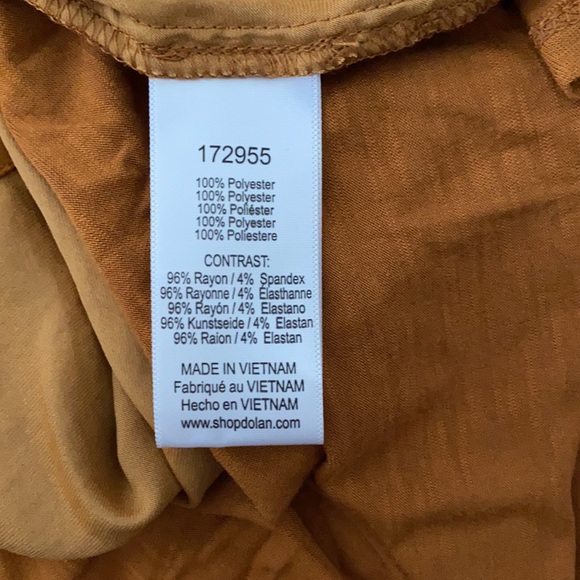 172955
100% Polyester
100% Polyester
100% Poliéster
100% Polyester
100% Poliestere
CONTRAST:
96% Rayon / 4% Spandex
96% Rayonne / 4% Élasthanne
96% Rayón / 4% Elastano
96% Kunstseide / 4% Elastan
96% Raion / 4% Elastan
MADE IN VIETNAM
Fabriqué au VIETNAM
Hecho en VIETNAM
www.shopdolan.com